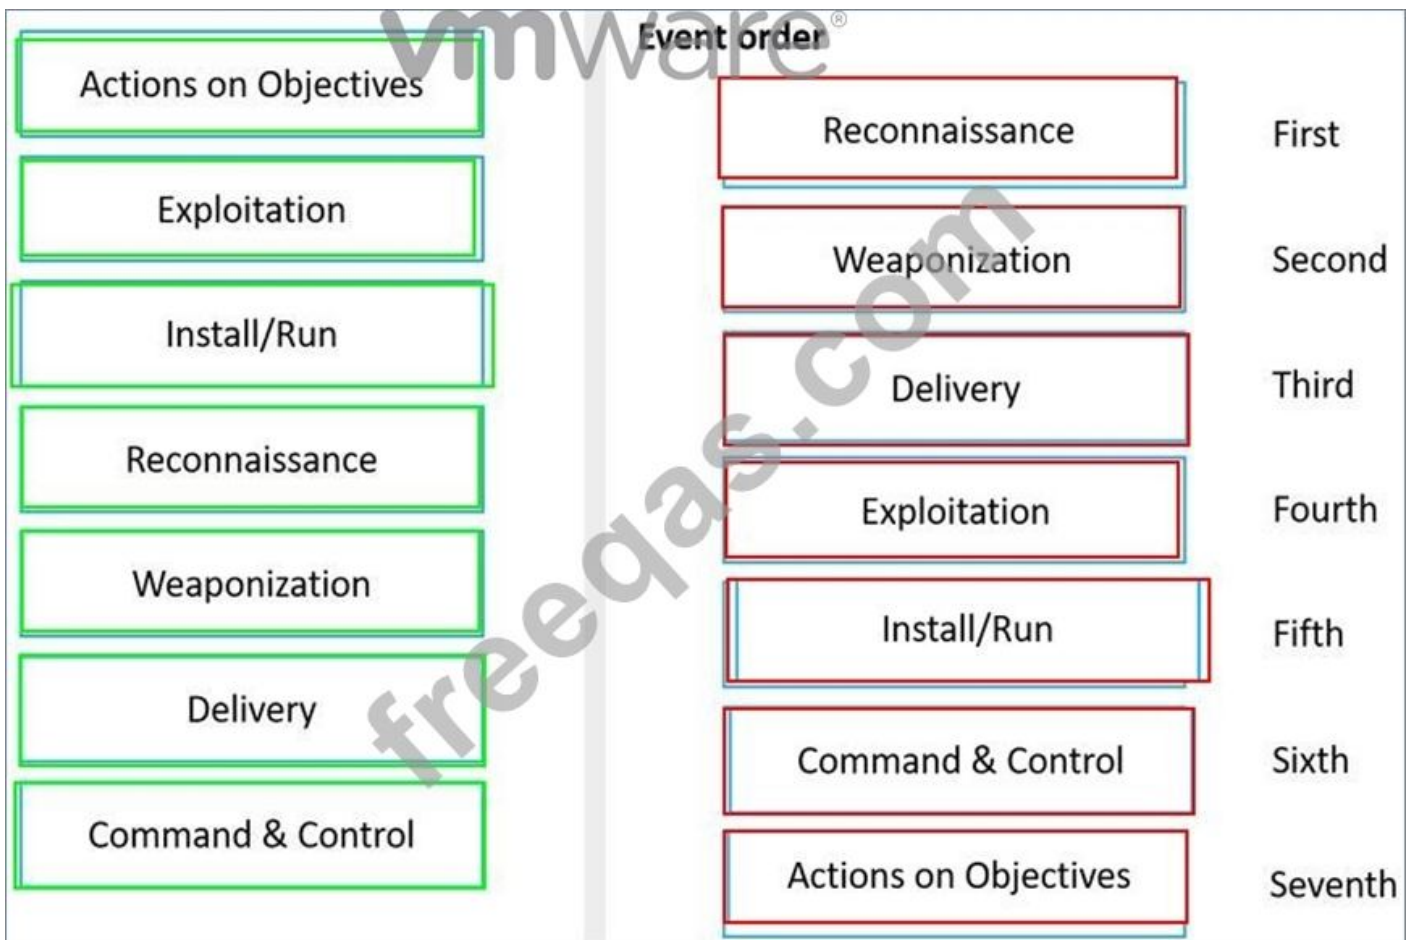 vmware®
Event order
Actions on Objectives
Exploitation
Install/Run
Reconnaissance
Weaponization
Delivery
Command & Control
Reconnaissance First
Weaponization Second
Delivery Third
Exploitation Fourth
Install/Run Fifth
Command & Control Sixth
Actions on Objectives Seventh
freeqas.com